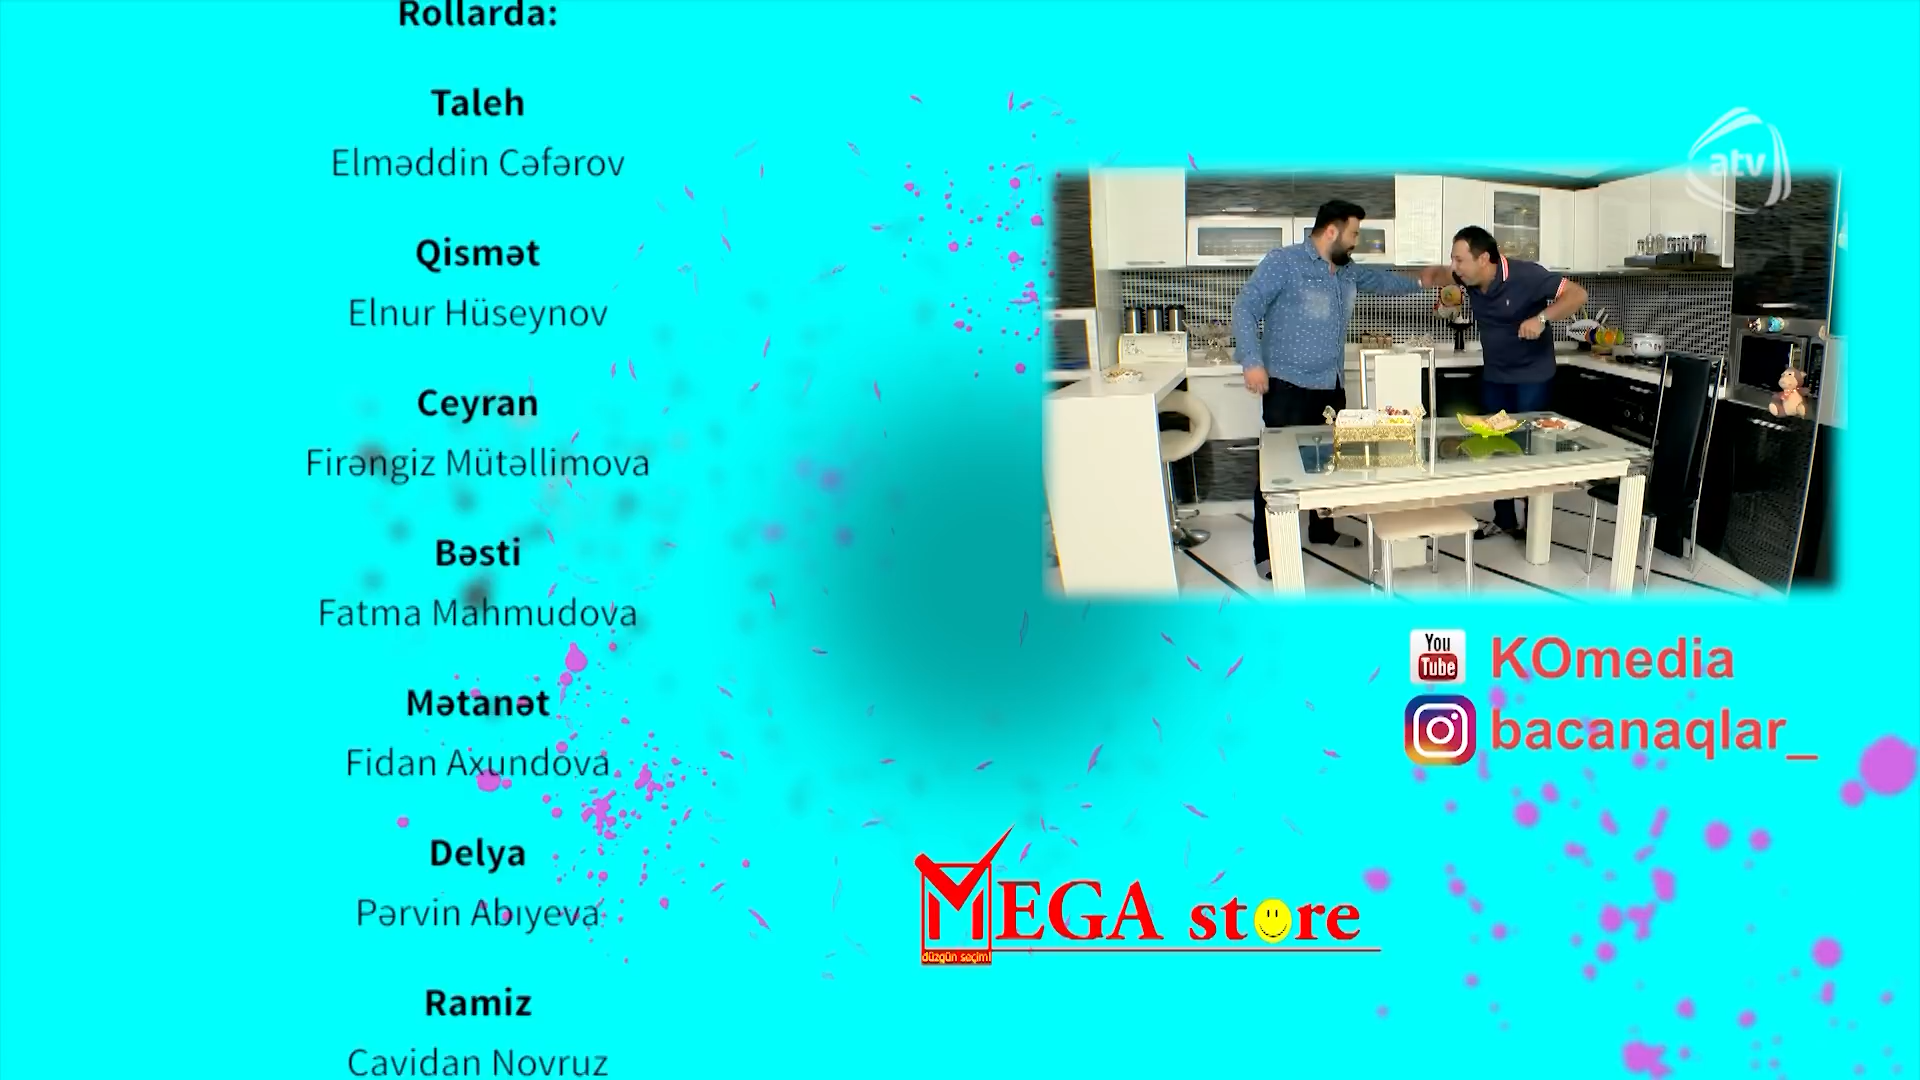 Rollarda:
Taleh
Elməddin Cəfərov
Qismət
Elnur Hüseynov
Ceyran
Firəngiz Mütəllimova
Bəsti
Fatma Mahmudova
Mətanət
Fidan Axundova
Delya
Pərvin Abıyeva
Ramiz
Cavidan Novruz
atv
You
Tube
KOmedia
bacanaqlar_
MEGA store
düzgün seçim!